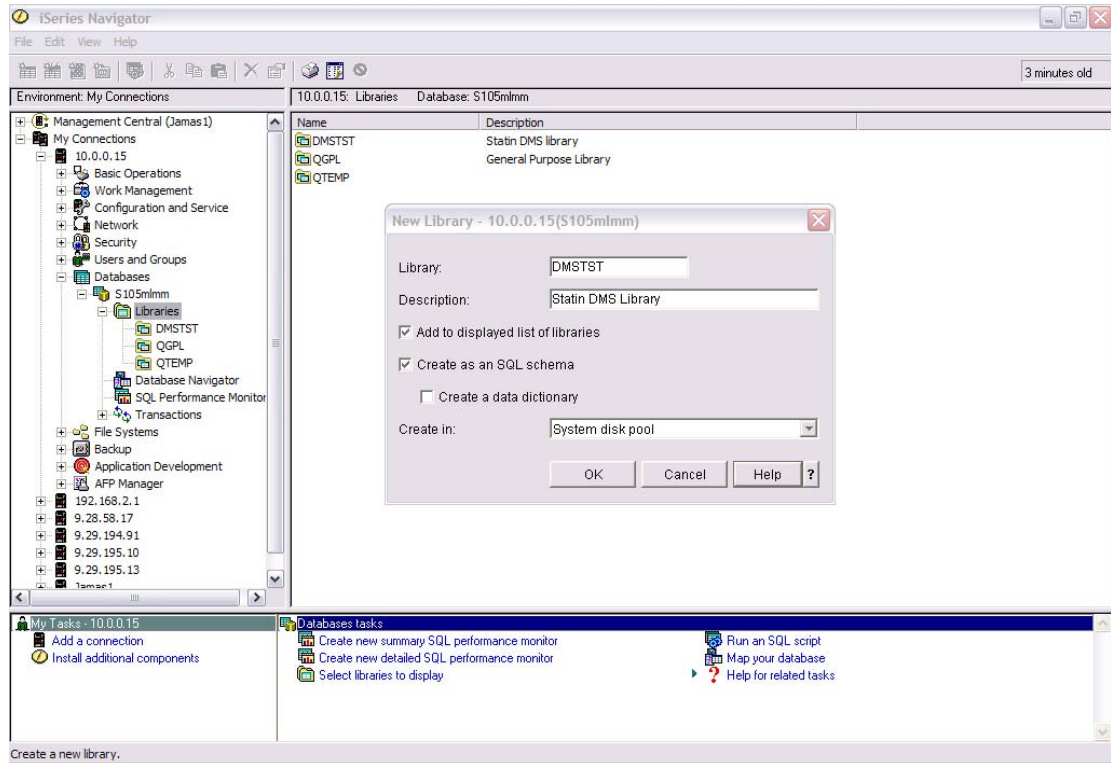 iSeries Navigator
File Edit View Help
3 minutes old
Environment: My Connections
10.0.0.15: Libraries Database: S105mlmm
Management Central (Jamas1)
My Connections
10.0.0.15
Basic Operations
Work Management
Configuration and Service
Network
Security
Users and Groups
Databases
S105mlmm
Libraries
DMSTST
QGPL
QTEMP
Database Navigator
SQL Performance Monitor
Transactions
File Systems
Backup
Application Development
AFP Manager
192.168.2.1
9.28.58.17
9.29.194.91
9.29.195.10
9.29.195.13
Jamas1
Name Description
DMSTST Statin DMS library
QGPL General Purpose Library
QTEMP
New Library - 10.0.0.15(S105mlmm)
Library: DMSTST
Description: Statin DMS Library
Add to displayed list of libraries
Create as an SQL schema
Create a data dictionary
Create in: System disk pool
OK Cancel Help ?
My Tasks - 10.0.0.15
Add a connection
Install additional components
Databases tasks
Create new summary SQL performance monitor
Create new detailed SQL performance monitor
Select libraries to display
Run an SQL script
Map your database
Help for related tasks
Create a new library.